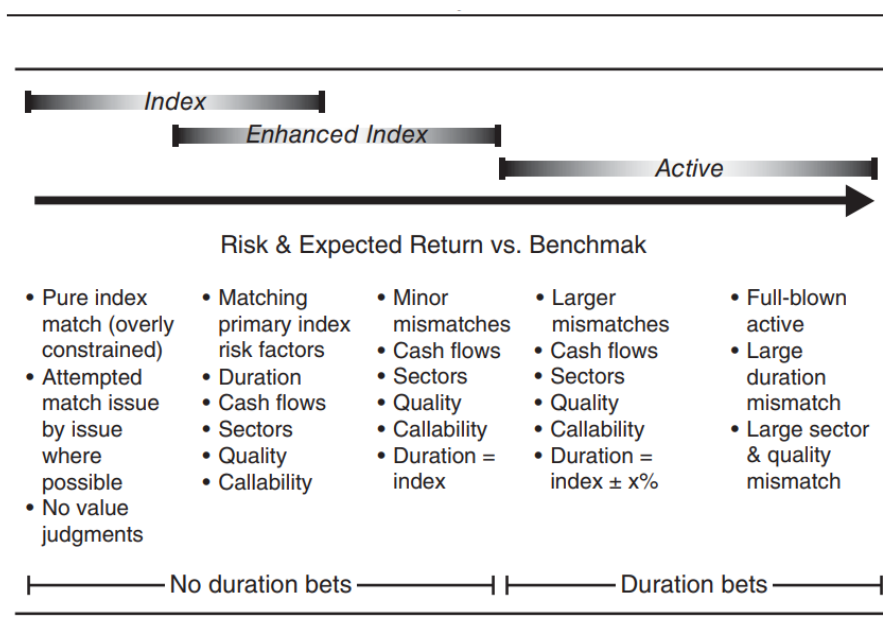 Index
Enhanced Index
Active
Risk & Expected Return vs. Benchmak
• Pure index
match (overly
constrained)
• Attempted
match issue
by issue
where
possible
• No value
judgments
• Matching
primary index
risk factors
• Duration
• Cash flows
• Sectors
• Quality
• Callability
• Minor
mismatches
• Cash flows
• Sectors
• Quality
• Callability
• Duration =
index
• Larger
mismatches
• Cash flows
• Sectors
• Quality
• Callability
• Duration =
index ± x%
• Full-blown
active
• Large
duration
mismatch
• Large sector
& quality
mismatch
No duration bets
Duration bets